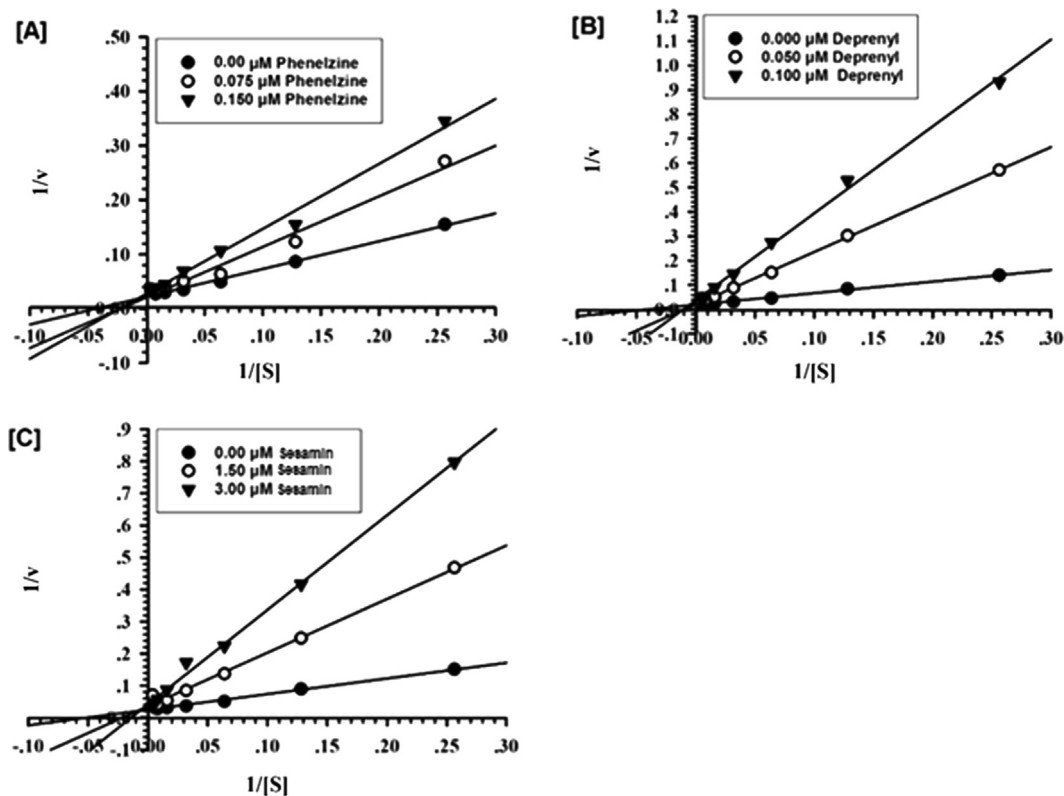 [A]
.50
0.00 µM Phenelzine
0.075 µM Phenelzine
0.150 µM Phenelzine
.40
.30
1/v
.20
.10
-.10 -.05 0.00 .05 .10 .15 .20 .25 .30
-.10
1/[S]
[B]
1.2
1.1
0.000 µM Deprenyl
0.050 µM Deprenyl
0.100 µM Deprenyl
1.0
.9
.8
.7
.6
1/v
.5
.4
.3
.2
.1
-.10 -.05 0.00 .05 .10 .15 .20 .25 .30
-.1
1/[S]
[C]
.9
0.00 µM Sesamin
1.50 µM Sesamin
3.00 µM Sesamin
.8
.7
.6
.5
1/v
.4
.3
.2
.1
-.10 -.05 0.00 .05 .10 .15 .20 .25 .30
-.1
1/[S]